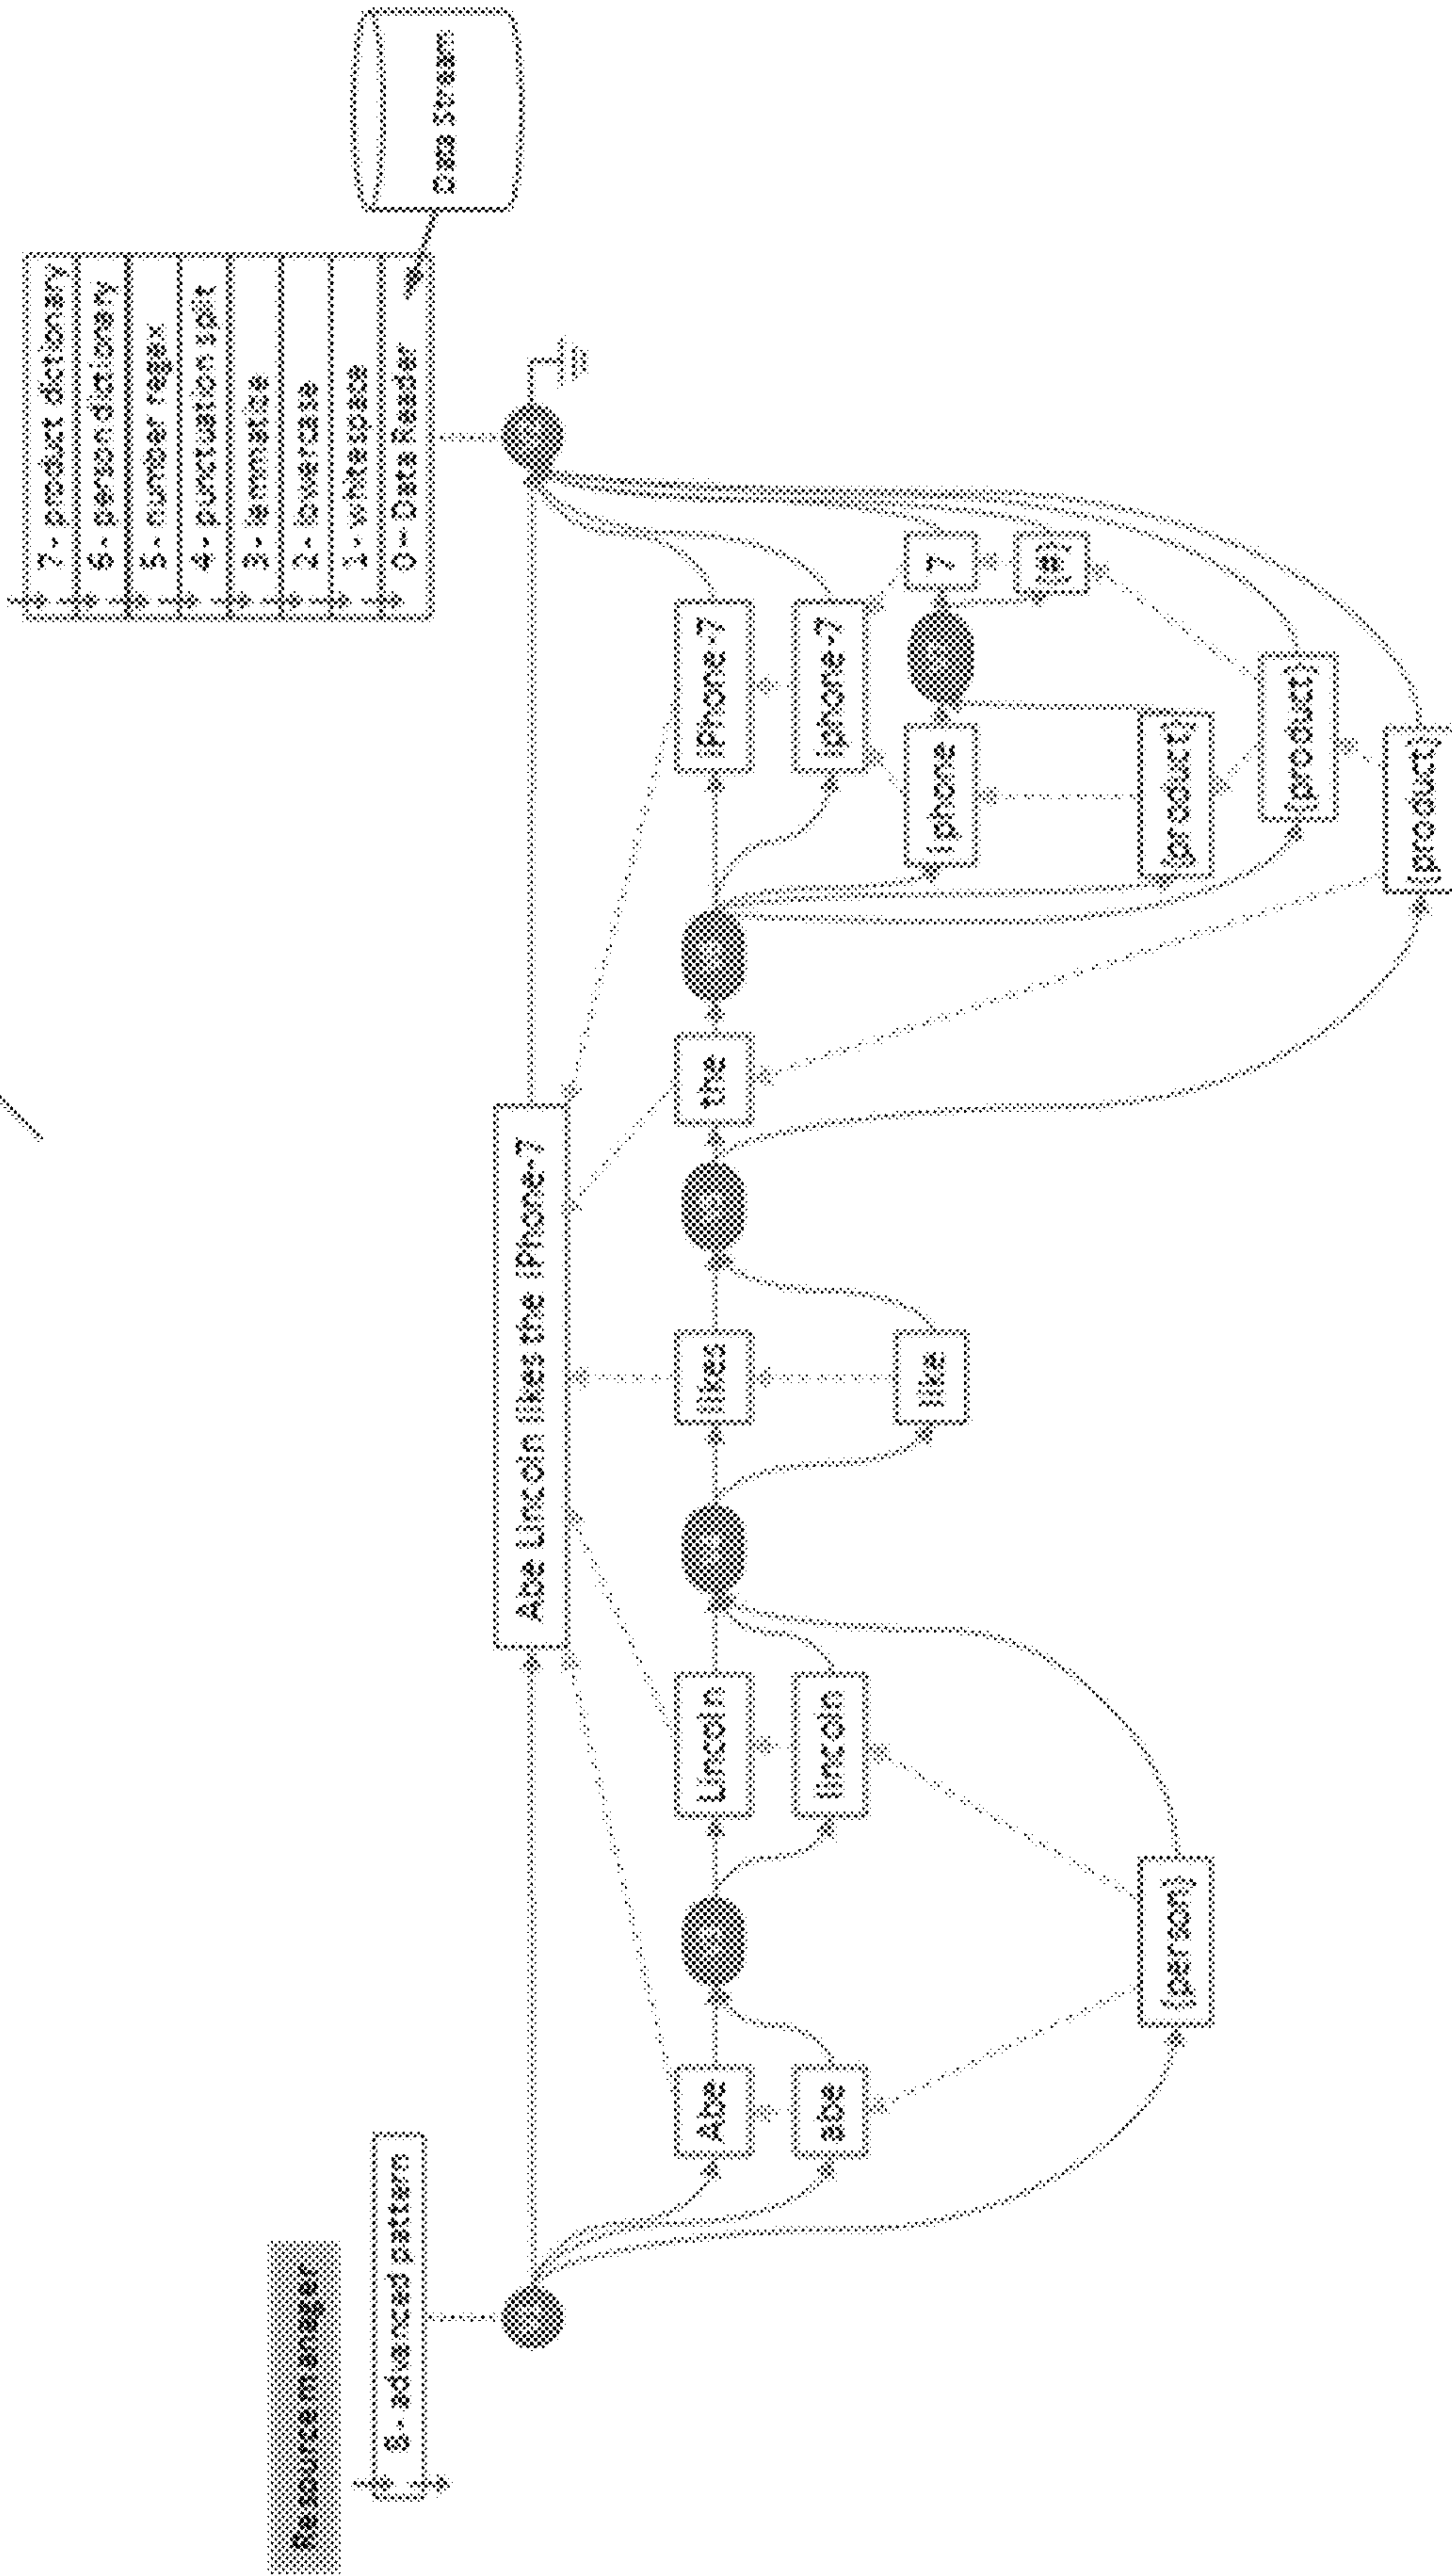 Resource manager
8- advanced pattern
7- product dictionary
6- person dictionary
5- number regex
4- punctuation split
3- lemmatize
2- lowercase
1- whitespace
0 – Data Reader
Data Stream
Abe Lincoln likes the iPhone-7
Abe
Lincoln
likes
the
iPhone-7
abe
lincoln
iphone-7
like
iphone
7
{person}
{product}
{product}
{product}